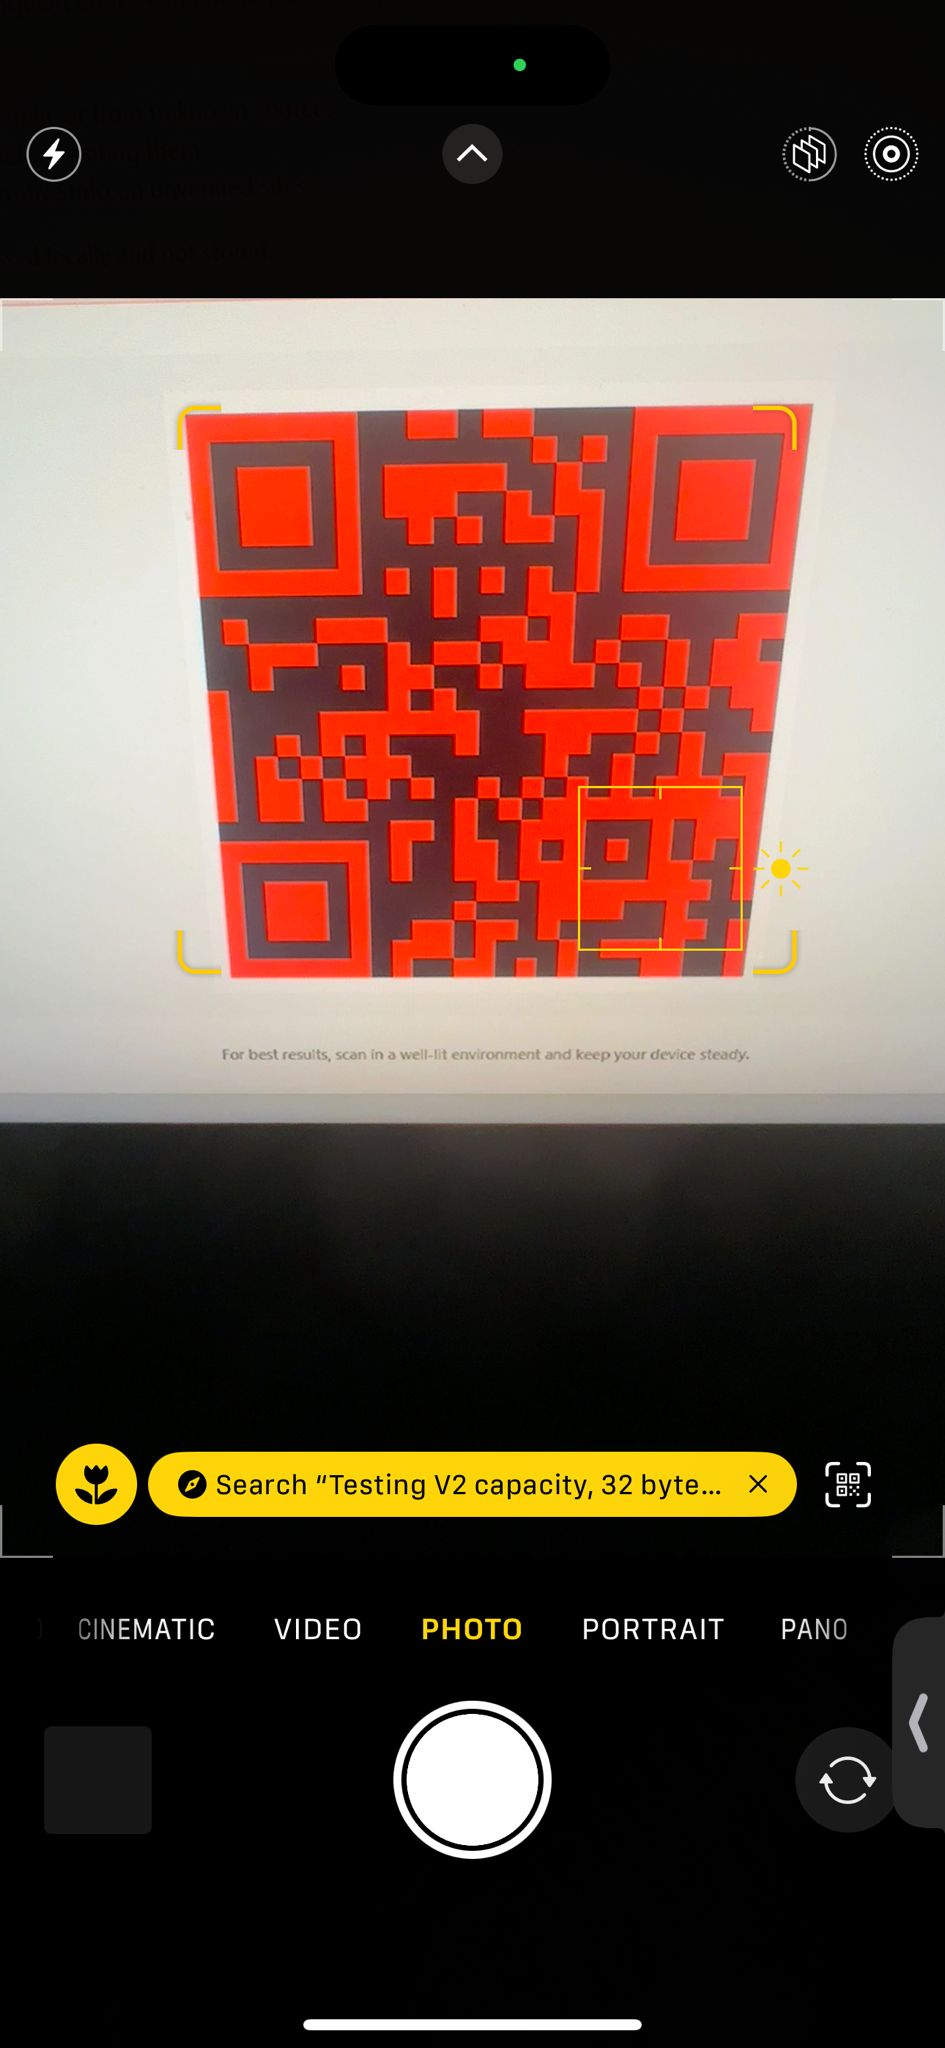 For best results, scan in a well-lit environment and keep your device steady.
Search “Testing V2 capacity, 32 byte...
CINEMATIC VIDEO PHOTO PORTRAIT PANO